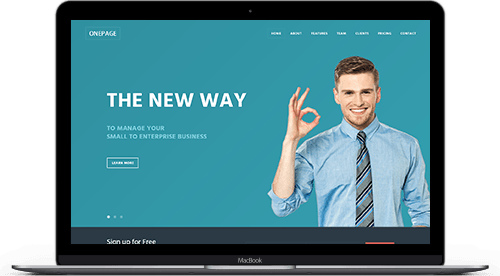 ONEPAGE
HOME ABOUT FEATURES TEAM CLIENTS PRICING CONTACT
THE NEW WAY
TO MANAGE YOUR
SMALL TO ENTERPRISE BUSINESS
LEARN MORE
Sign up for Free
MacBook